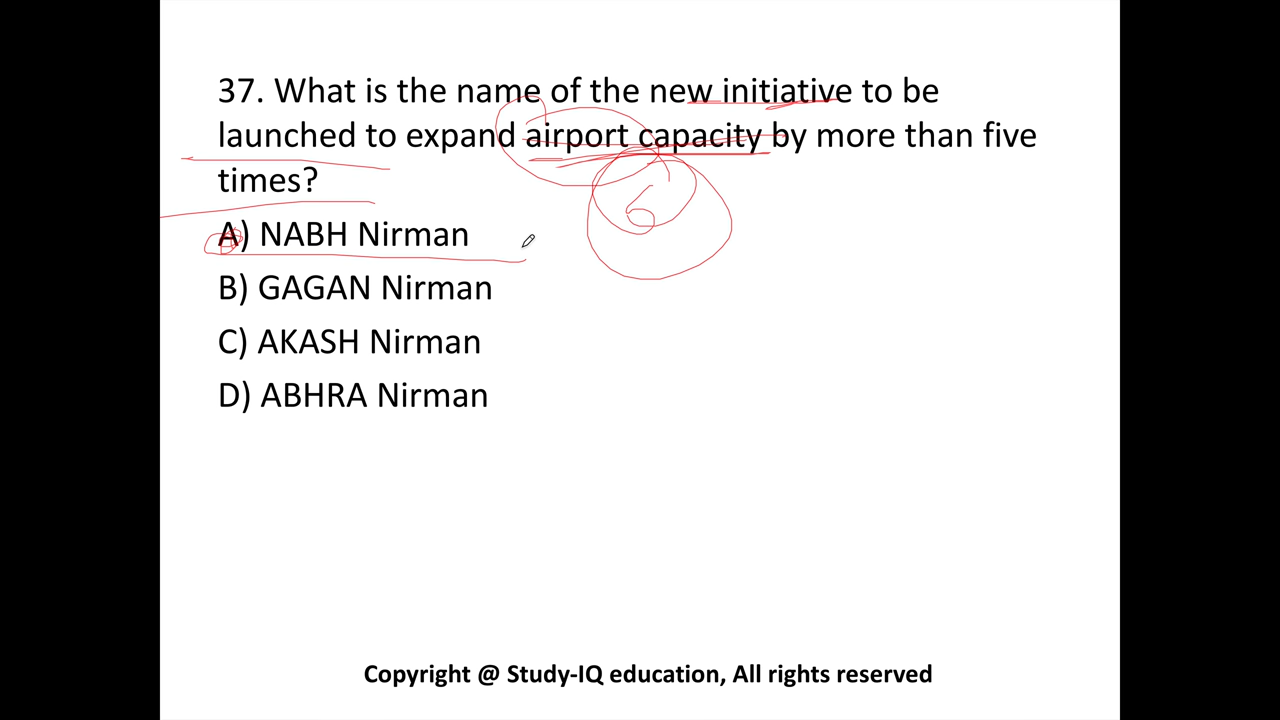 37. What is the name of the new initiative to be
launched to expand airport capacity by more than five
times?
6
A) NABH Nirman
B) GAGAN Nirman
C) AKASH Nirman
D) ABHRA Nirman
Copyright @ Study-IQ education, All rights reserved